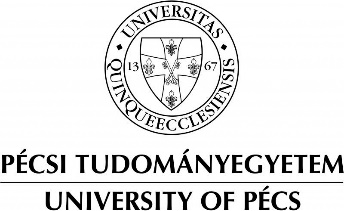 UNIVERSITAS
QUINQUEECCLESIENSIS
13 67
PÉCSI TUDOMÁNYEGYETEM
UNIVERSITY OF PÉCS